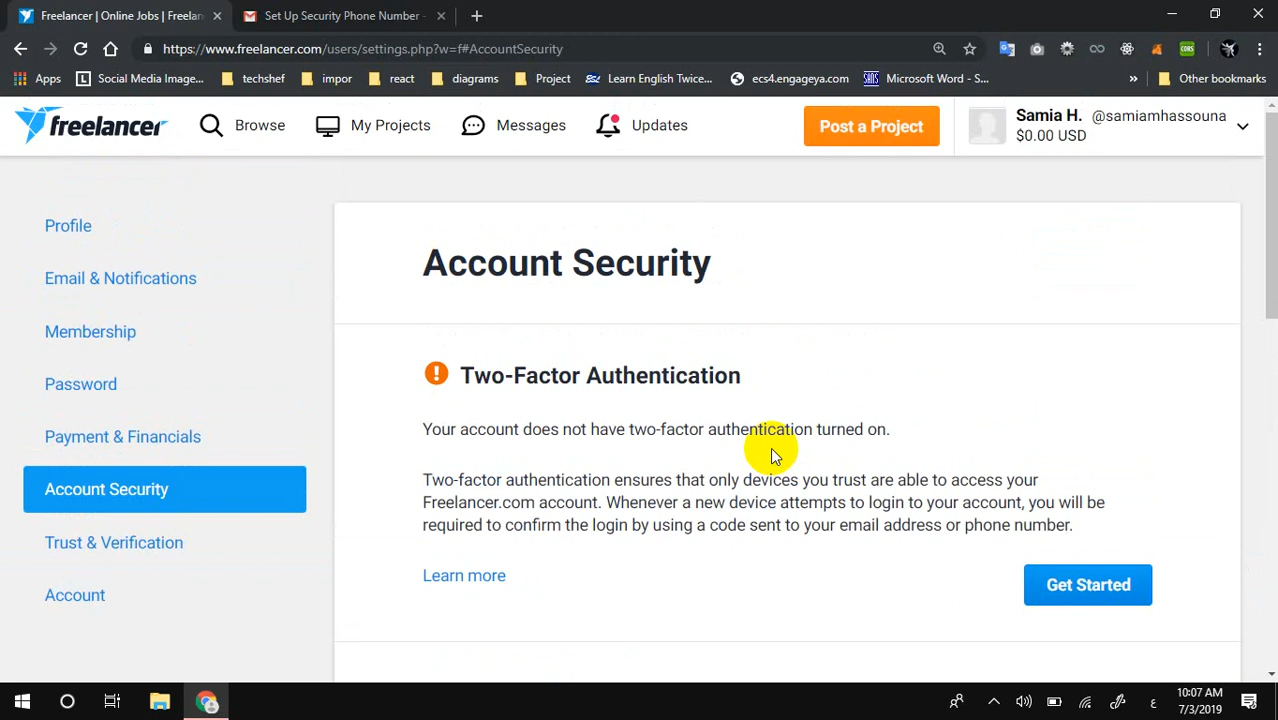 Freelancer | Online Jobs | Freelan
Set Up Security Phone Number -
https://www.freelancer.com/users/settings.php?w=f#AccountSecurity
Apps
Social Media Image...
techshef
impor
react
diagrams
Project
Learn English Twice...
ecs4.engageya.com
Microsoft Word - S...
»
Other bookmarks
freelancer
Browse
My Projects
Messages
Updates
Post a Project
Samia H. @samiamhassouna
$0.00 USD
Profile
Email & Notifications
Membership
Password
Payment & Financials
Account Security
Trust & Verification
Account
Account Security
Two-Factor Authentication
Your account does not have two-factor authentication turned on.
Two-factor authentication ensures that only devices you trust are able to access your
Freelancer.com account. Whenever a new device attempts to login to your account, you will be
required to confirm the login by using a code sent to your email address or phone number.
Learn more
Get Started
ع
10:07 AM
7/3/2019